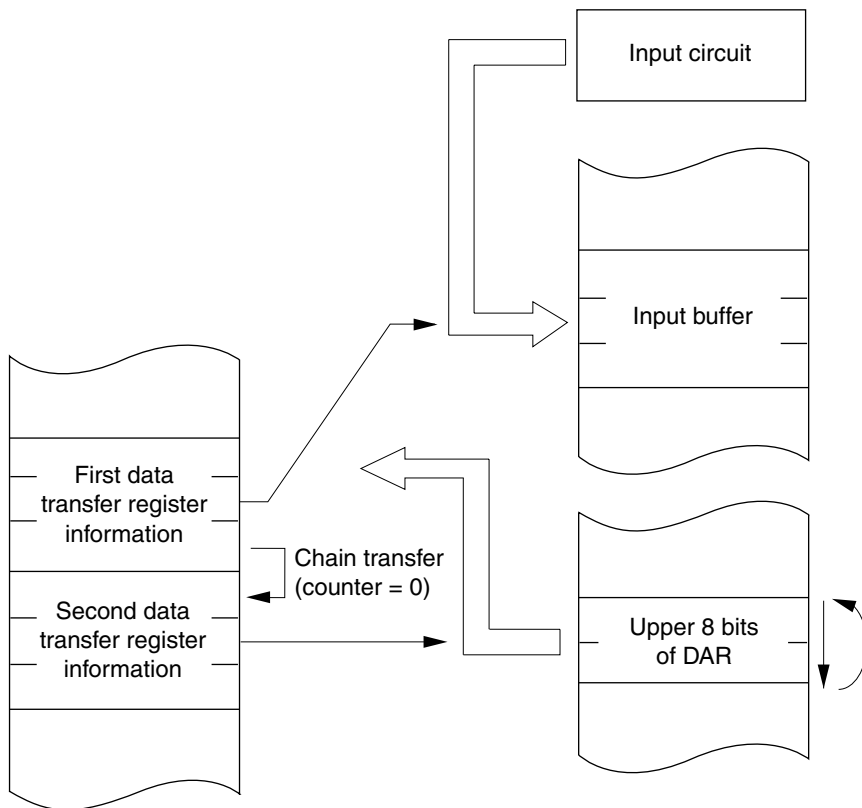 Input circuit
Input buffer
First data
transfer register
information
Chain transfer
(counter = 0)
Second data
transfer register
information
Upper 8 bits
of DAR